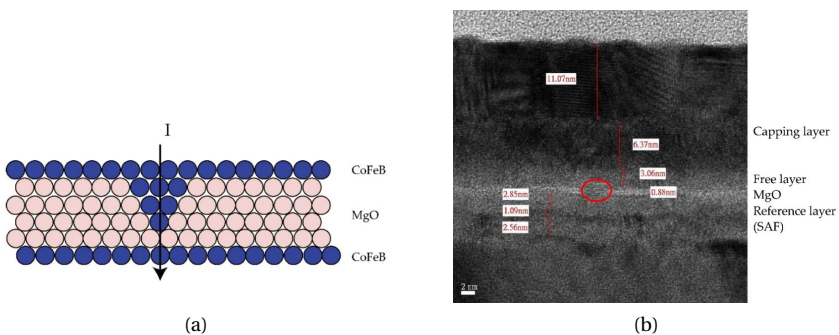 I
CoFeB
MgO
CoFeB
(a)
11.07nm
6.37nm
3.06nm
0.88nm
2.85nm
1.09nm
2.56nm
2 nm
Capping layer
Free layer
MgO
Reference layer
(SAF)
(b)